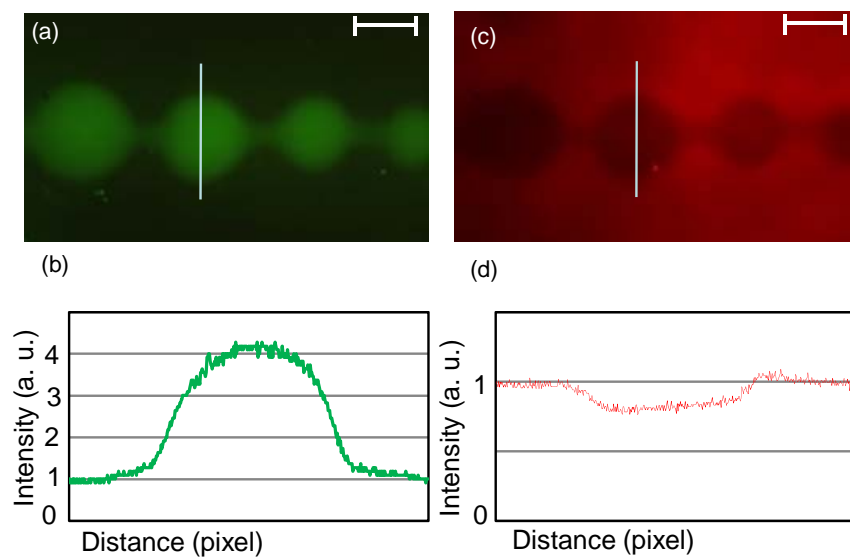 (a)
(c)
(b)
(d)
Intensity (a. u.)
4
3
2
1
0
Distance (pixel)
Intensity (a. u.)
1
0
Distance (pixel)